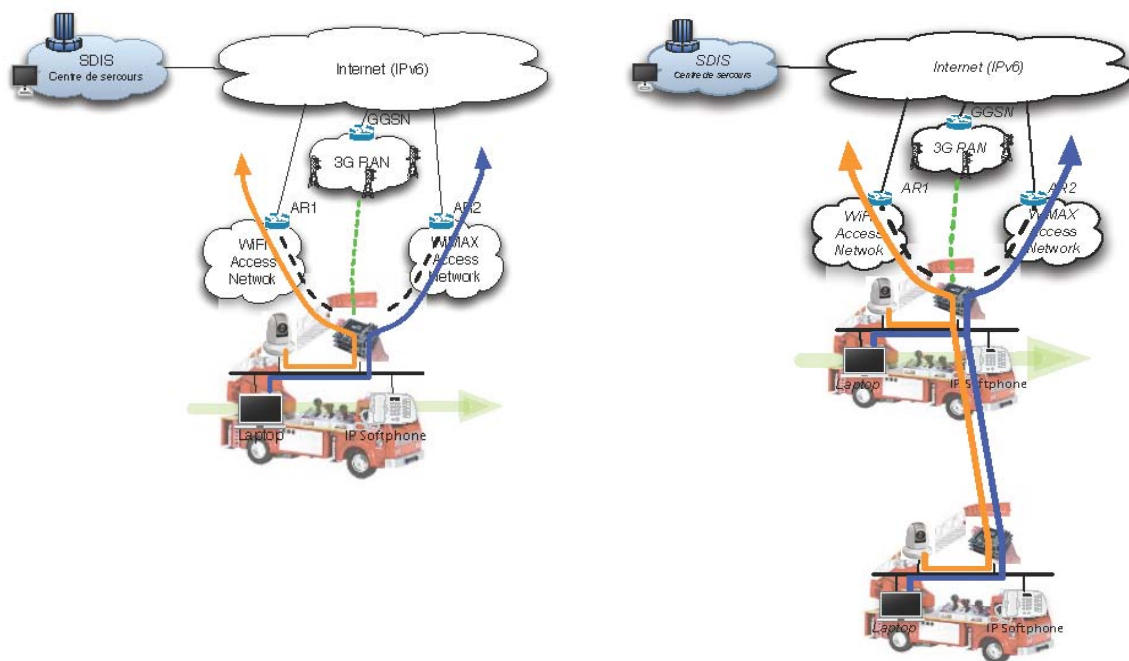 SDIS
Centre de sercours
Internet (IPv6)
GGSN
3G RAN
AR1
AR2
WiFi
Access
Netwok
WiMAX
Access
Network
Laptop
IP Softphone
SDIS
Centre de sercours
Internet (IPv6)
GGSN
3G RAN
AR1
AR2
WiFi
Access
Network
WiMAX
Access
Network
Laptop
IP Softphone
Laptop
IP Softphone